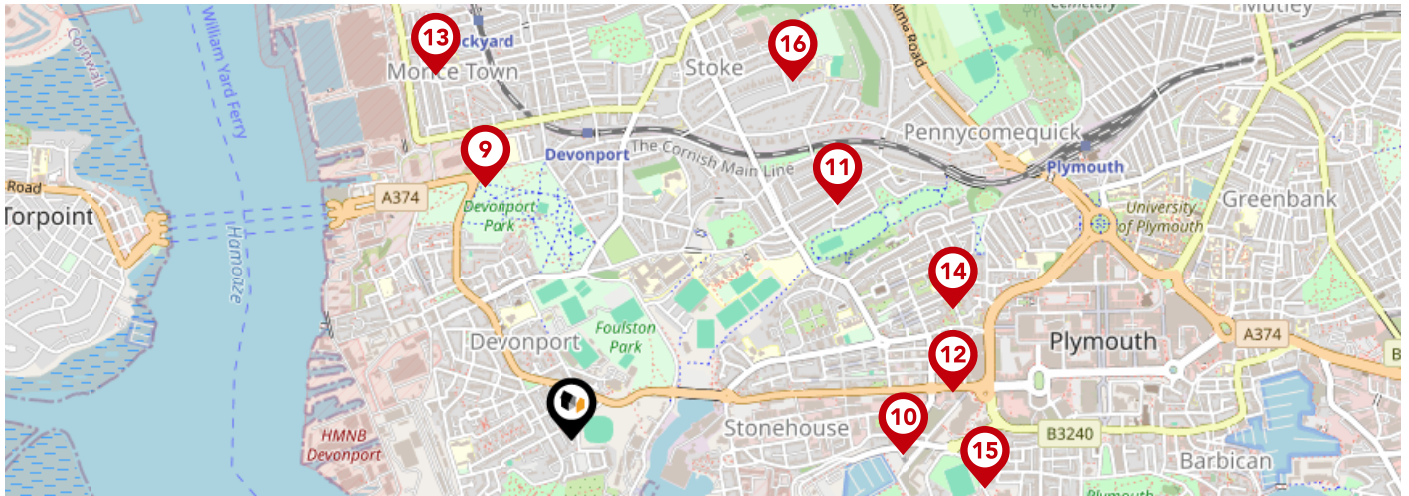 Cornwall
William Yard Ferry
13
ckyard
Morice Town
16
Stoke
Alma Road
Mutley
9
Devonport
The Cornish Main Line
11
Pennycomequick
Plymouth
Road
Torpoint
A374
Devonport
Park
Hamoaze
University
of Plymouth
Greenbank
14
Foulston
Park
Devonport
12
Plymouth
A374
B
10
Stonehouse
B3240
HMNB
Devonport
15
Barbican
Plymouth